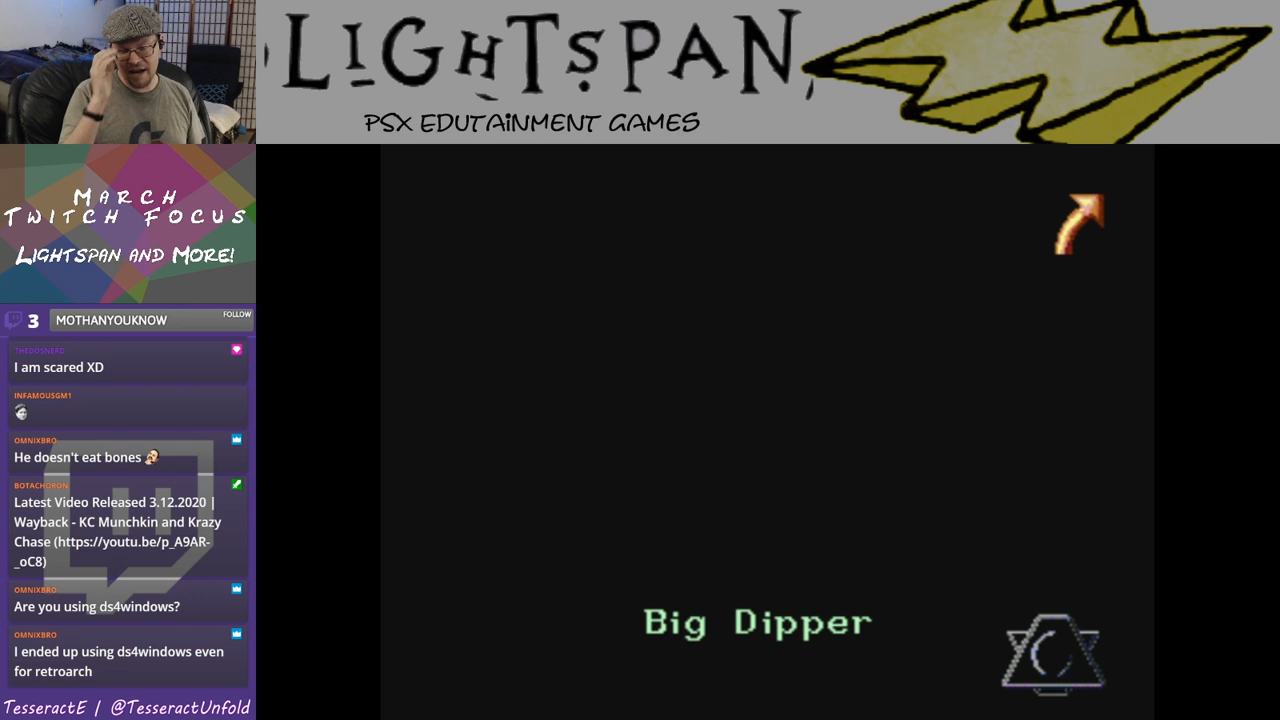 LIGHTSPAN
PSX EDUTAINMENT GAMES
MARCH
TWITCH FOCUS
LIGHTSPAN AND MORE!
3
MOTHANYOUKNOW
FOLLOW
THEDOSNERD
I am scared XD
INFAMOUSGM1
OMNIXBRO
He doesn't eat bones
BOTACHORON
Latest Video Released 3.12.2020 |
Wayback - KC Munchkin and Krazy
Chase (https://youtu.be/p_A9AR-
_oC8)
OMNIXBRO
Are you using ds4windows?
OMNIXBRO
I ended up using ds4windows even
for retroarch
TesseractE / @TesseractUnfold
Big Dipper